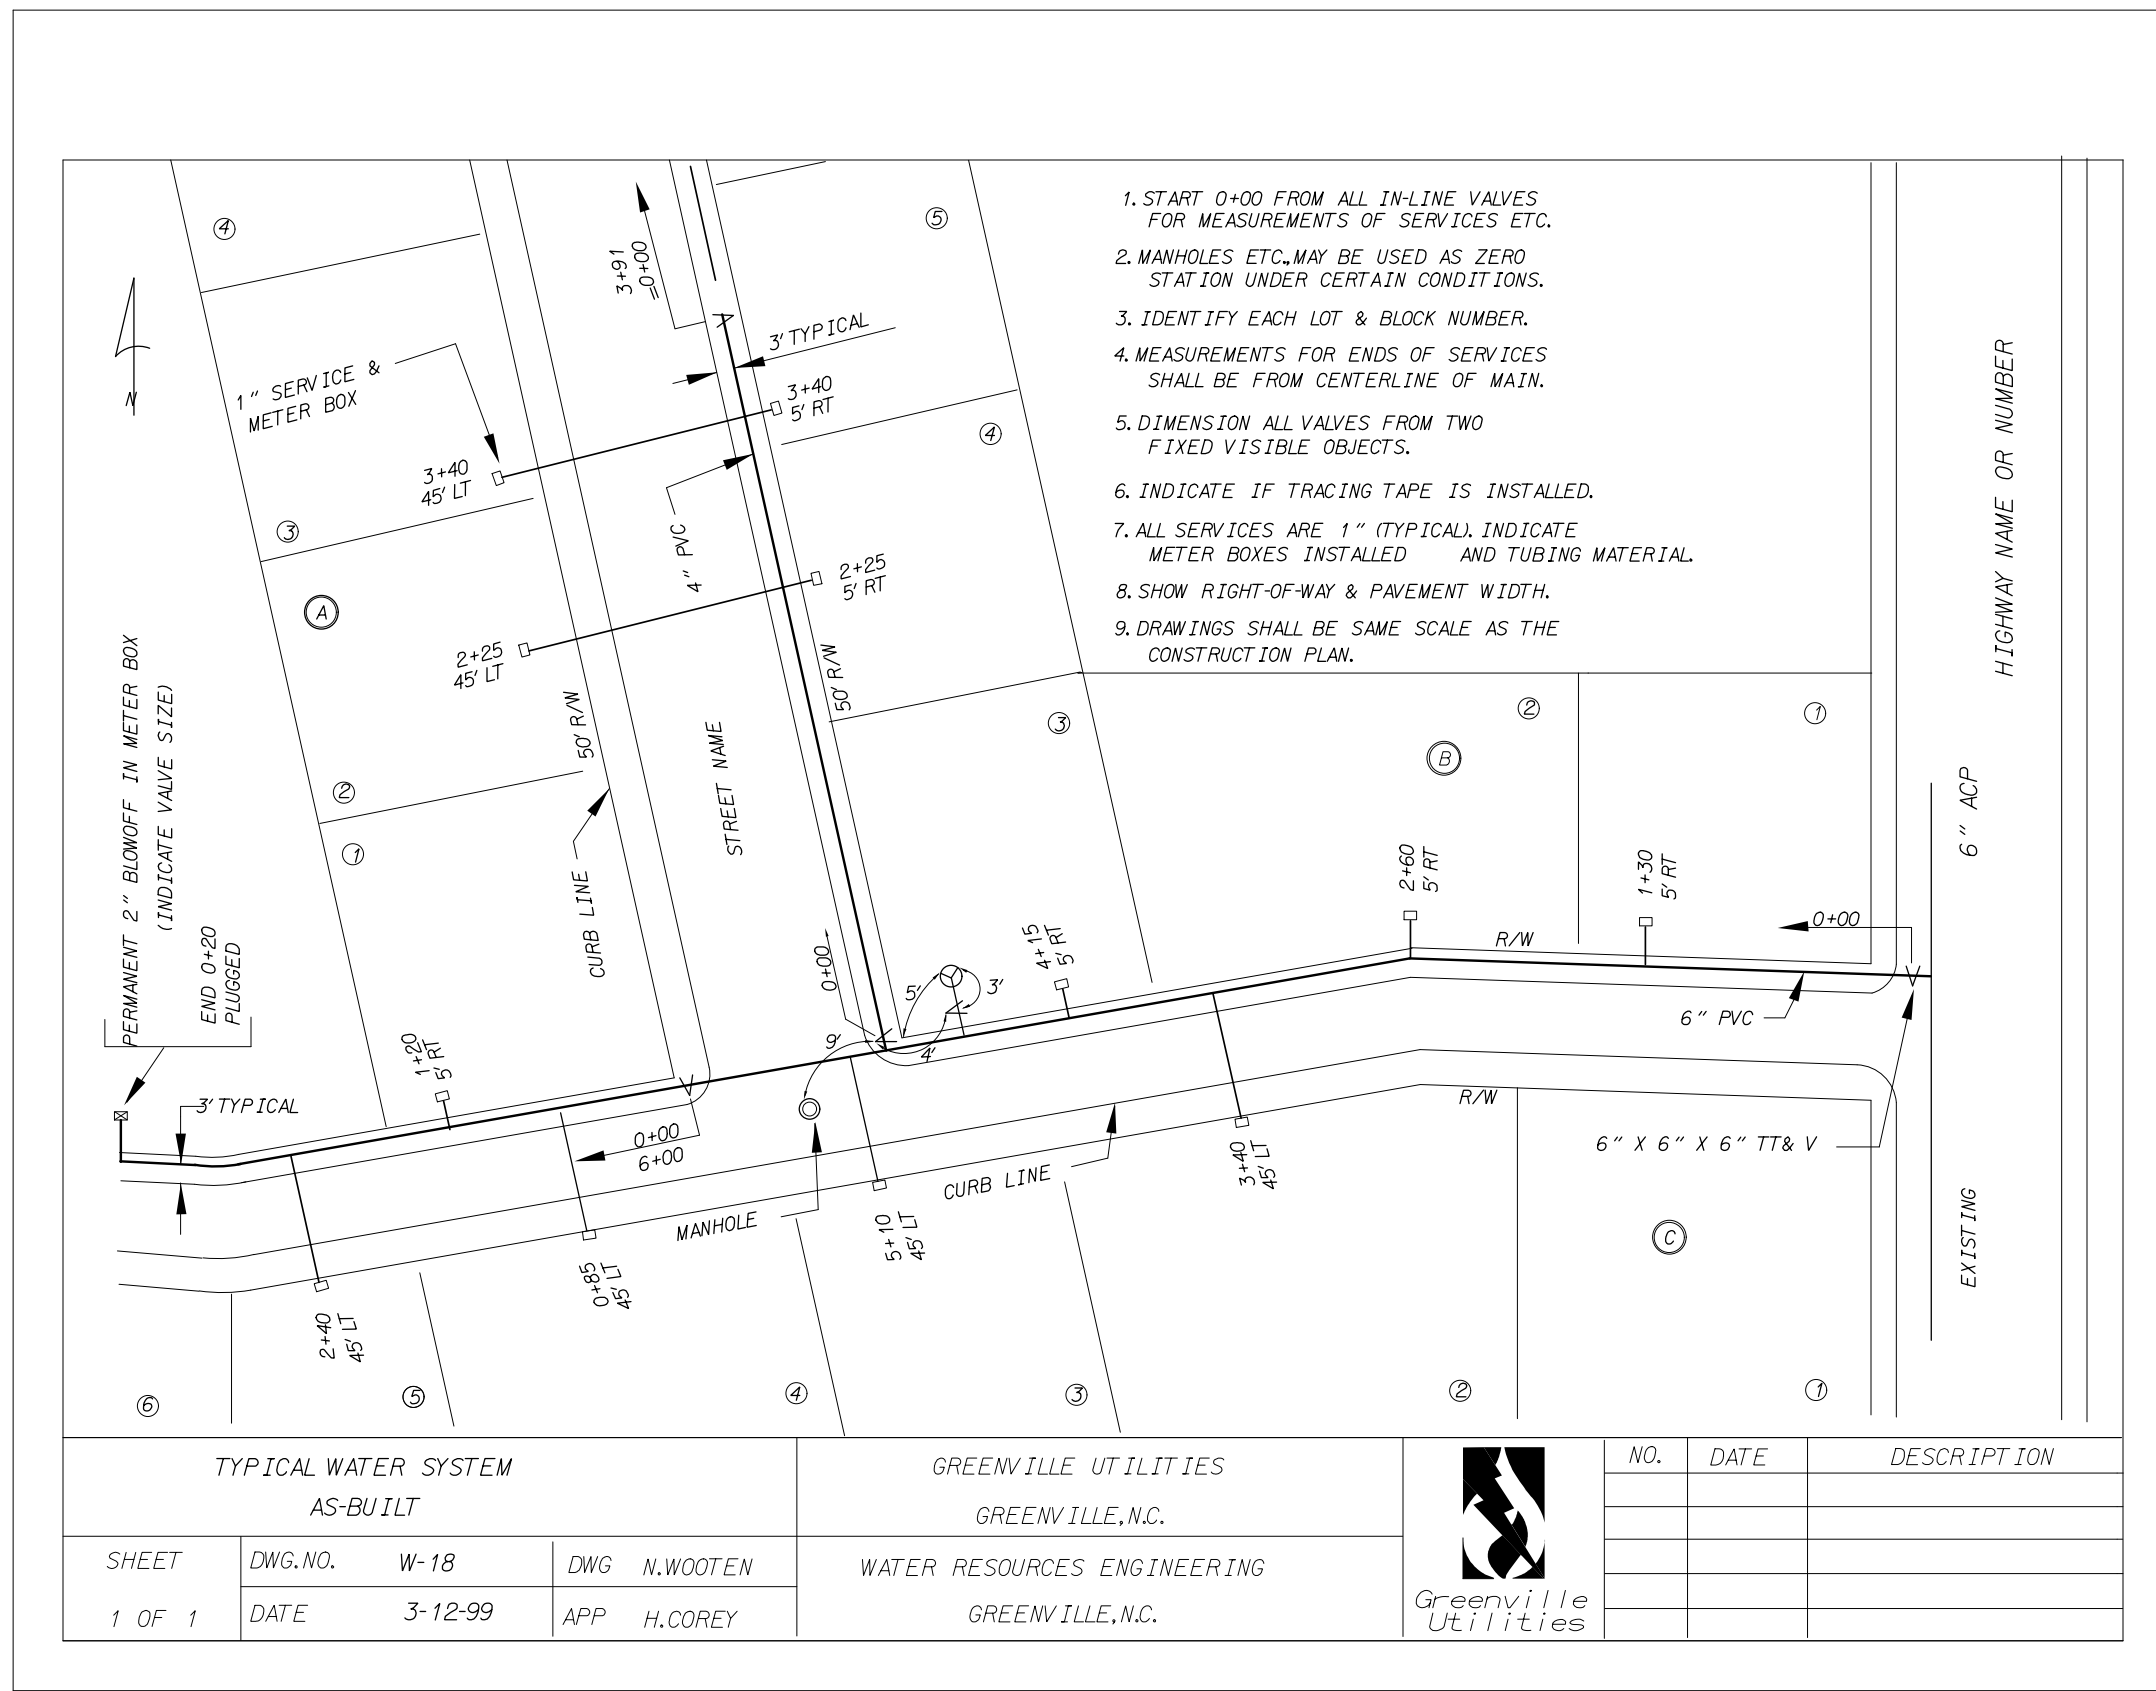 1. START 0+00 FROM ALL IN-LINE VALVES
FOR MEASUREMENTS OF SERVICES ETC.
2. MANHOLES ETC., MAY BE USED AS ZERO
STATION UNDER CERTAIN CONDITIONS.
3. IDENTIFY EACH LOT & BLOCK NUMBER.
4. MEASUREMENTS FOR ENDS OF SERVICES
SHALL BE FROM CENTERLINE OF MAIN.
5. DIMENSION ALL VALVES FROM TWO
FIXED VISIBLE OBJECTS.
6. INDICATE IF TRACING TAPE IS INSTALLED.
7. ALL SERVICES ARE 1" (TYPICAL). INDICATE
METER BOXES INSTALLED AND TUBING MATERIAL.
8. SHOW RIGHT-OF-WAY & PAVEMENT WIDTH.
9. DRAWINGS SHALL BE SAME SCALE AS THE
CONSTRUCTION PLAN.
4
5
3+91
=0+00
3' TYPICAL
N
1" SERVICE &
METER BOX
3+40
5' RT
4
3+40
45' LT
3
4" PVC
2+25
5' RT
A
2+25
45' LT
50' R/W
50' R/W
STREET NAME
3
2
1
B
2
1
CURB LINE
PERMANENT 2" BLOWOFF IN METER BOX
(INDICATE VALVE SIZE)
END 0+20
PLUGGED
HIGHWAY NAME OR NUMBER
6" ACP
EXISTING
2+60
5' RT
1+30
5' RT
0+00
R/W
0+00
4+15
5' RT
5'
3'
4'
9'
6" PVC
1+20
5' RT
3' TYPICAL
0+00
6+00
R/W
6" X 6" X 6" TT& V
MANHOLE
CURB LINE
3+40
45' LT
5+10
45' LT
0+85
45' LT
2+40
45' LT
C
6
5
4
3
2
1
TYPICAL WATER SYSTEM
AS-BUILT
SHEET
1 OF 1
DWG.NO. W-18
DATE 3-12-99
DWG N.WOOTEN
APP H.COREY
GREENVILLE UTILITIES
GREENVILLE, N.C.
WATER RESOURCES ENGINEERING
GREENVILLE, N.C.
Greenville
Utilities
NO. DATE DESCRIPTION